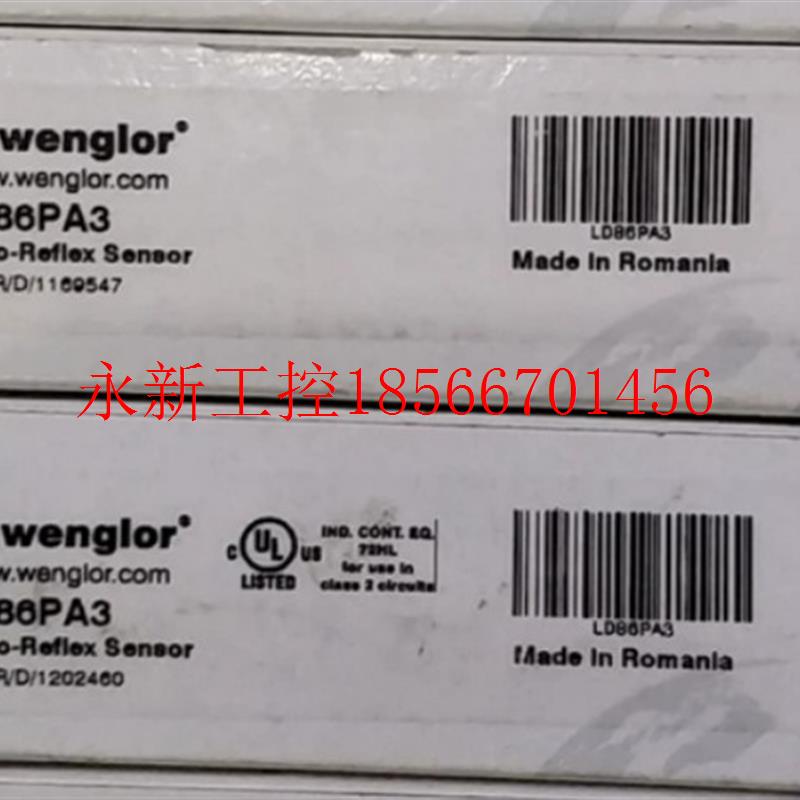 wenglor®
w.wenglor.com
86PA3
o-Reflex Sensor
R/D/1169547
LD86PA3
Made in Romania
永新工控18566701456
wenglor®
w.wenglor.com
86PA3
o-Reflex Sensor
R/D/1202460
C UL US
LISTED
IND. CONT. EQ.
72HL
for use in
class 2 circuits
LD86PA3
Made in Romania